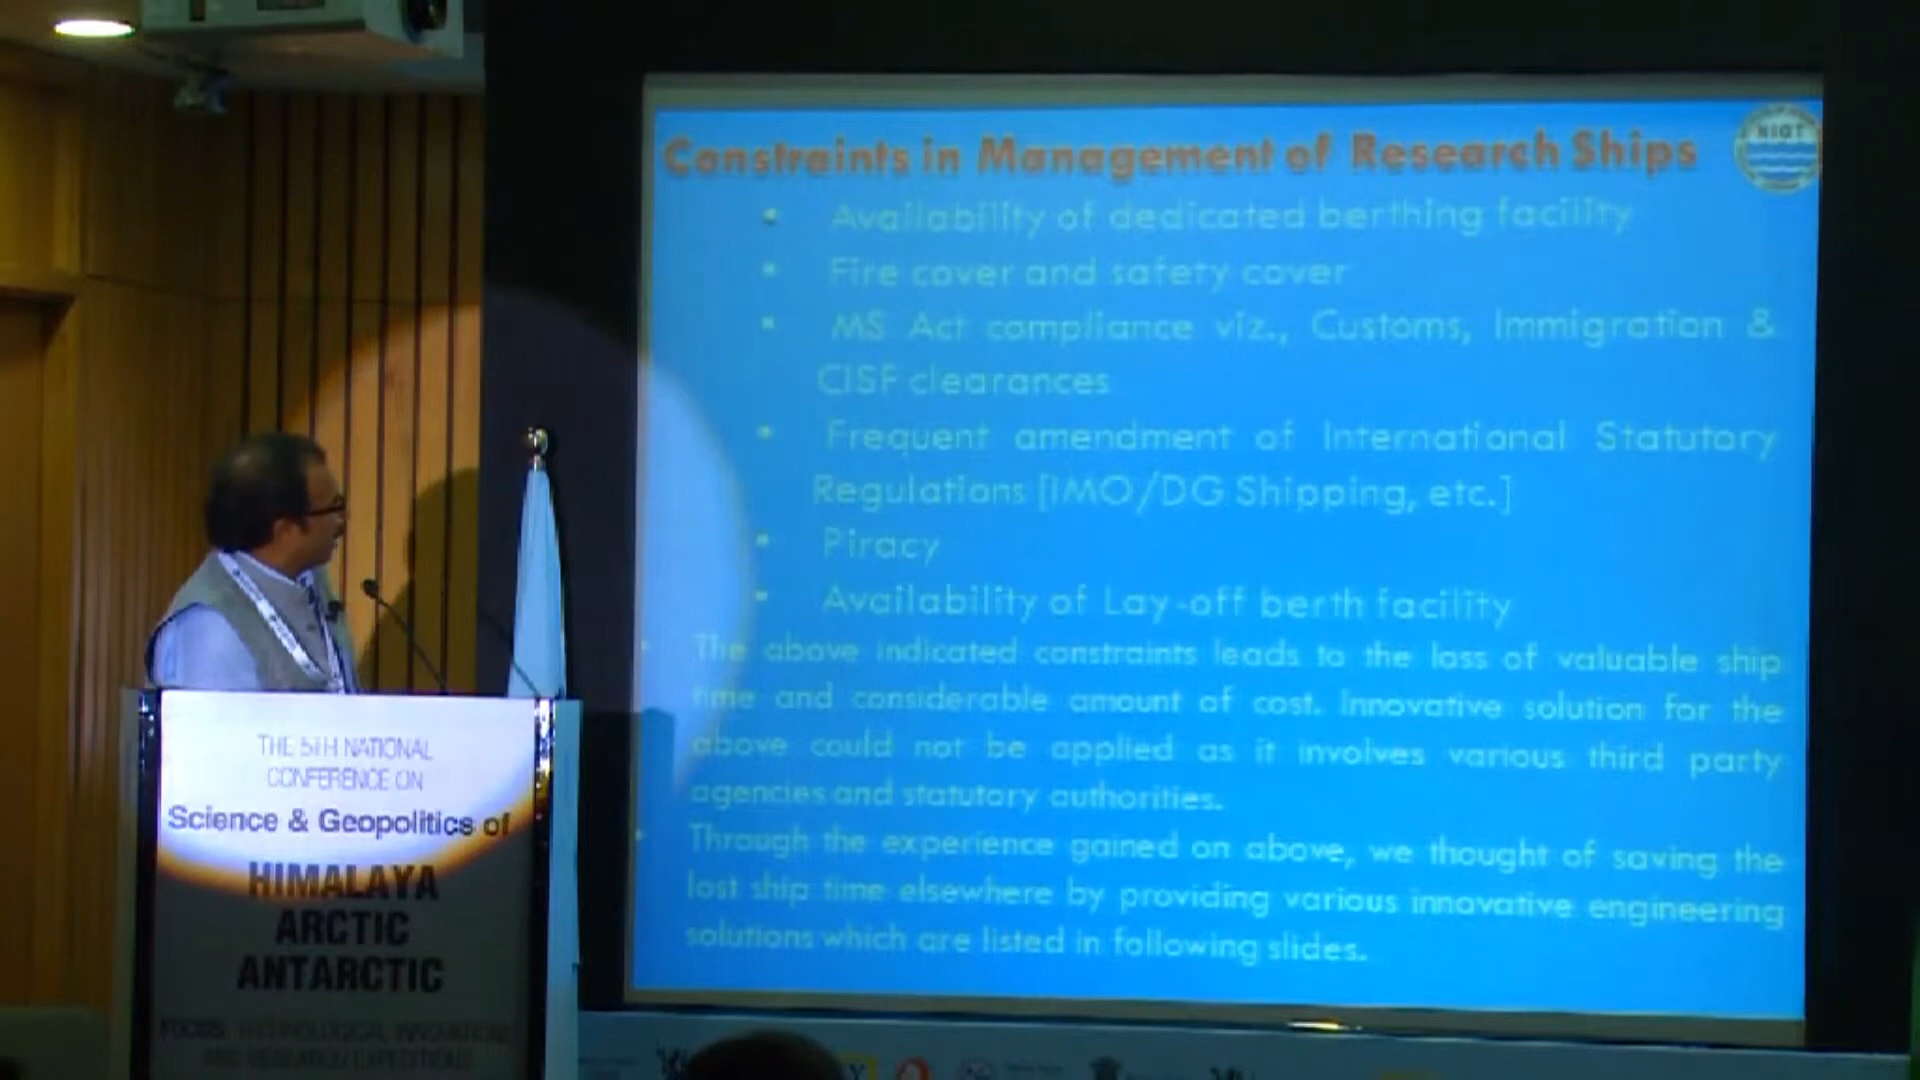 Constraints in Management of Research Ships
NIOT
• Availability of dedicated berthing facility
• Fire cover and safety cover
• MS Act compliance viz., Customs, Immigration &
CISF clearances
• Frequent amendment of International Statutory
Regulations [IMO/DG Shipping, etc.]
• Piracy
• Availability of Lay-off berth facility
• The above indicated constraints leads to the loss of valuable ship
time and considerable amount of cost. Innovative solution for the
above could not be applied as it involves various third party
agencies and statutory authorities.
• Through the experience gained on above, we thought of saving the
lost ship time elsewhere by providing various innovative engineering
solutions which are listed in following slides.
THE 5TH NATIONAL
CONFERENCE ON
Science & Geopolitics of
HIMALAYA
ARCTIC
ANTARCTIC
FOCUS: TECHNOLOGICAL INNOVATIONS
AND RESEARCH EXPEDITIONS